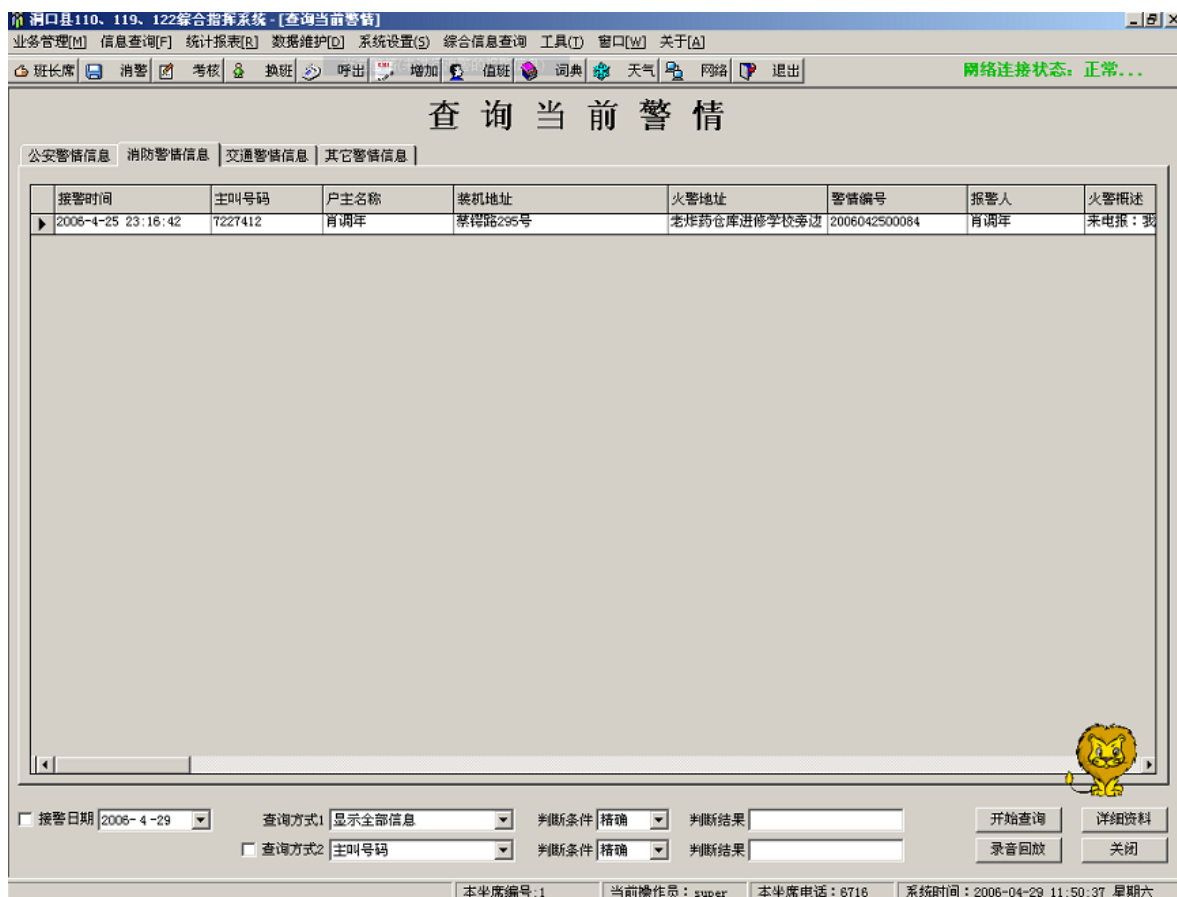 洞口县110、119、122综合指挥系统 - [查询当前警情]
业务管理[M] 信息查询[F] 统计报表[R] 数据维护[D] 系统设置(S) 综合信息查询 工具(T) 窗口[W] 关于[A]
班长席 消警 考核 换班 呼出 增加 值班 词典 天气 网络 退出 网络连接状态：正常...
查询当前警情
公安警情信息 消防警情信息 交通警情信息 其它警情信息
接警时间 主叫号码 户主名称 装机地址 火警地址 警情编号 报警人 火警概述
2006-4-25 23:16:42 7227412 肖调年 蔡锷路295号 老炸药仓库进修学校旁边 2006042500084 肖调年 来电报：我
接警日期 2006- 4 -29 查询方式1 显示全部信息 判断条件 精确 判断结果 开始查询 详细资料
查询方式2 主叫号码 判断条件 精确 判断结果 录音回放 关闭
本坐席编号:1 当前操作员：super 本坐席电话：6716 系统时间：2006-04-29 11:50:37 星期六